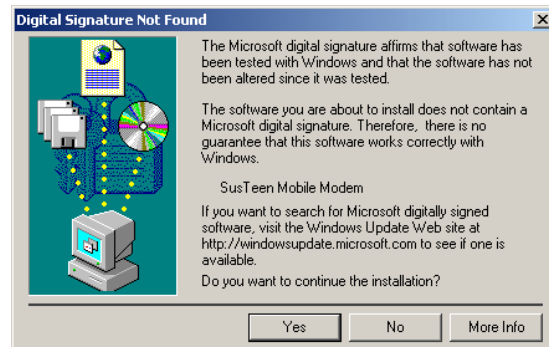 Digital Signature Not Found
The Microsoft digital signature affirms that software has
been tested with Windows and that the software has not
been altered since it was tested.
The software you are about to install does not contain a
Microsoft digital signature. Therefore, there is no
guarantee that this software works correctly with
Windows.
SusTeen Mobile Modem
If you want to search for Microsoft digitally signed
software, visit the Windows Update Web site at
http://windowsupdate.microsoft.com to see if one is
available.
Do you want to continue the installation?
Yes No More Info